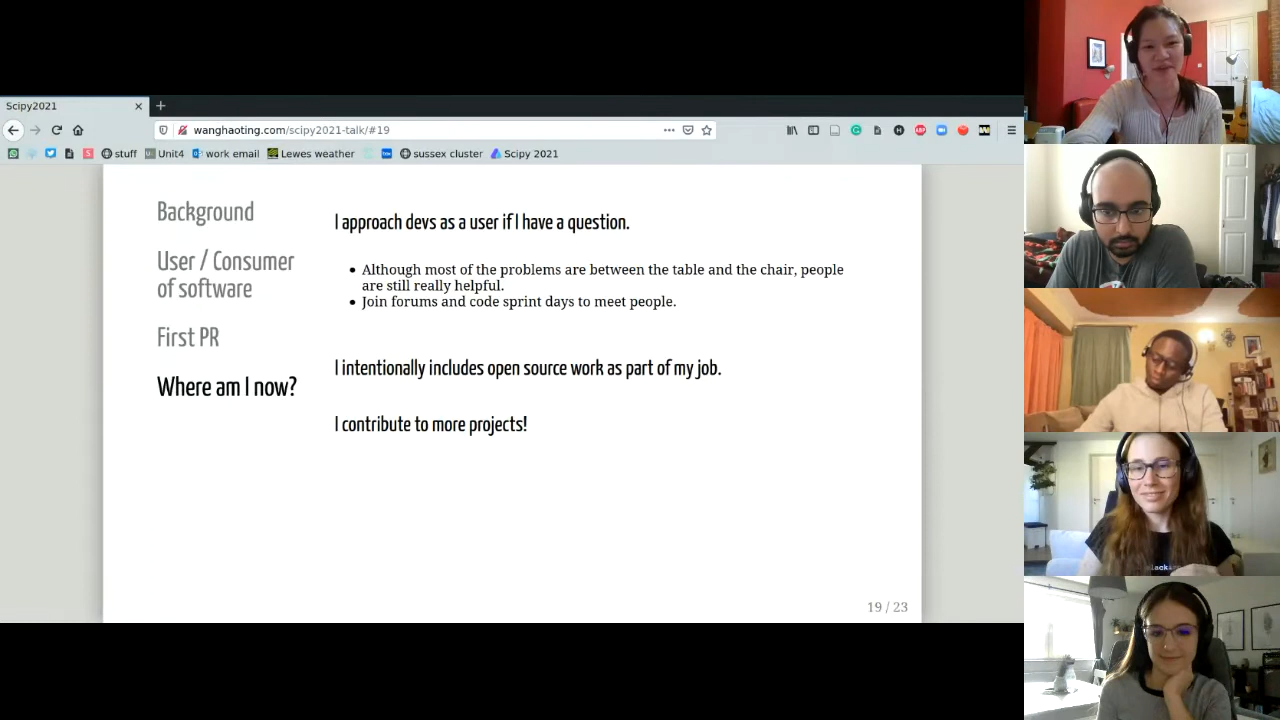 Scipy2021
wanghaoting.com/scipy2021-talk/#19
stuff Unit4 work email Lewes weather sussex cluster Scipy 2021
Background
User / Consumer
of software
First PR
Where am I now?
I approach devs as a user if I have a question.
Although most of the problems are between the table and the chair, people
are still really helpful.
Join forums and code sprint days to meet people.
I intentionally includes open source work as part of my job.
I contribute to more projects!
19 / 23